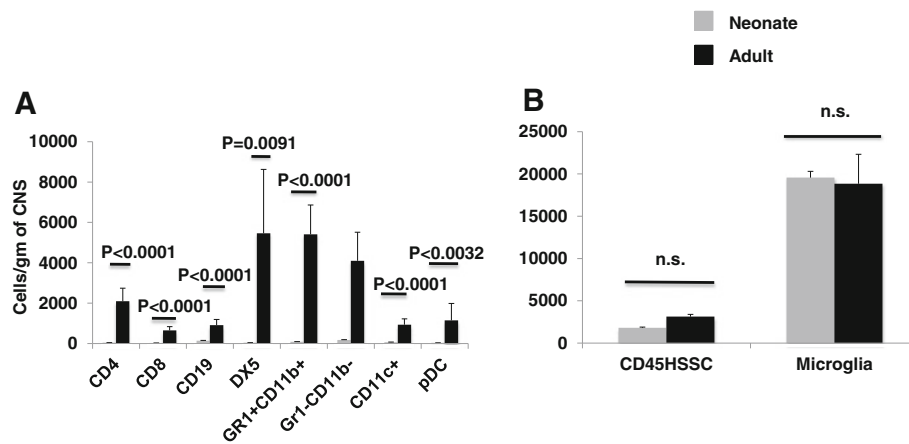 Neonate
Adult
A
Cells/gm of CNS
10000
8000
6000
4000
2000
0
P<0.0001
P<0.0001
P<0.0001
P=0.0091
P<0.0001
P<0.0001
P<0.0032
CD4
CD8
CD19
DX5
GR1+CD11b+
Gr1-CD11b-
CD11c+
pDC
B
25000
20000
15000
10000
5000
0
n.s.
n.s.
CD45HSSC
Microglia